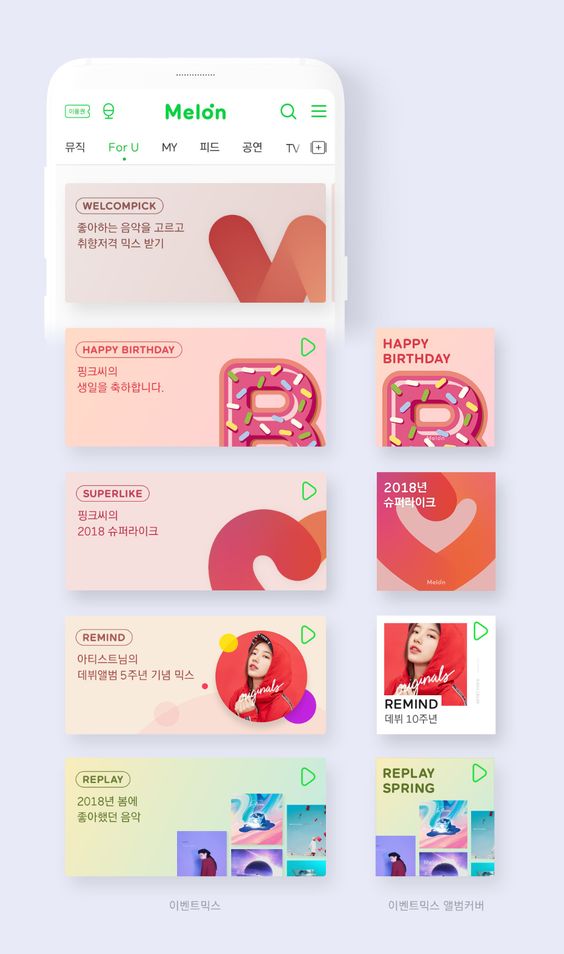 이용권
Melon
뮤직 For U MY 피드 공연 TV
WELCOMPICK
좋아하는 음악을 고르고
취향저격 믹스 받기
HAPPY BIRTHDAY
핑크씨의
생일을 축하합니다.
HAPPY
BIRTHDAY
Melon
SUPERLIKE
핑크씨의
2018 슈퍼라이크
2018년
슈퍼라이크
Melon
REMIND
아티스트님의
데뷔앨범 5주년 기념 믹스
originals
originals
REMIND
데뷔 10주년
REPLAY
2018년 봄에
좋아했던 음악
REPLAY
SPRING
Melon
이벤트믹스
이벤트믹스 앨범커버